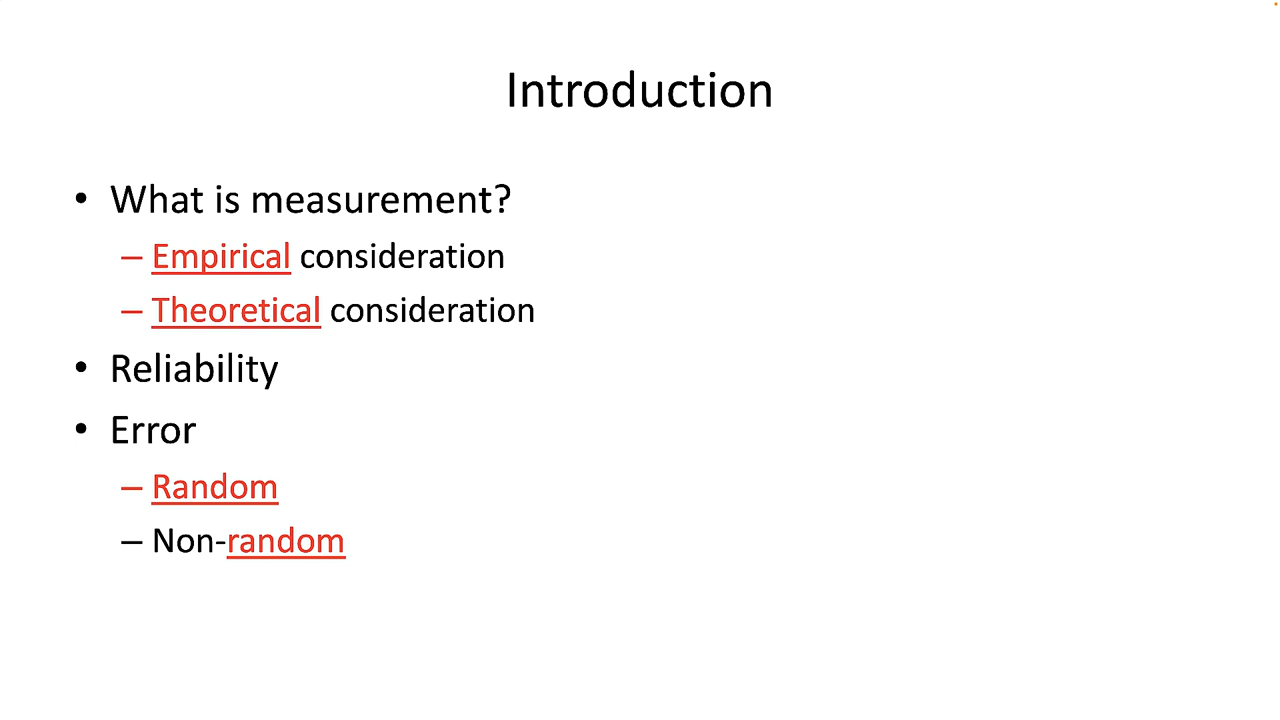 Introduction
• What is measurement?
– Empirical consideration
– Theoretical consideration
• Reliability
• Error
– Random
– Non-random